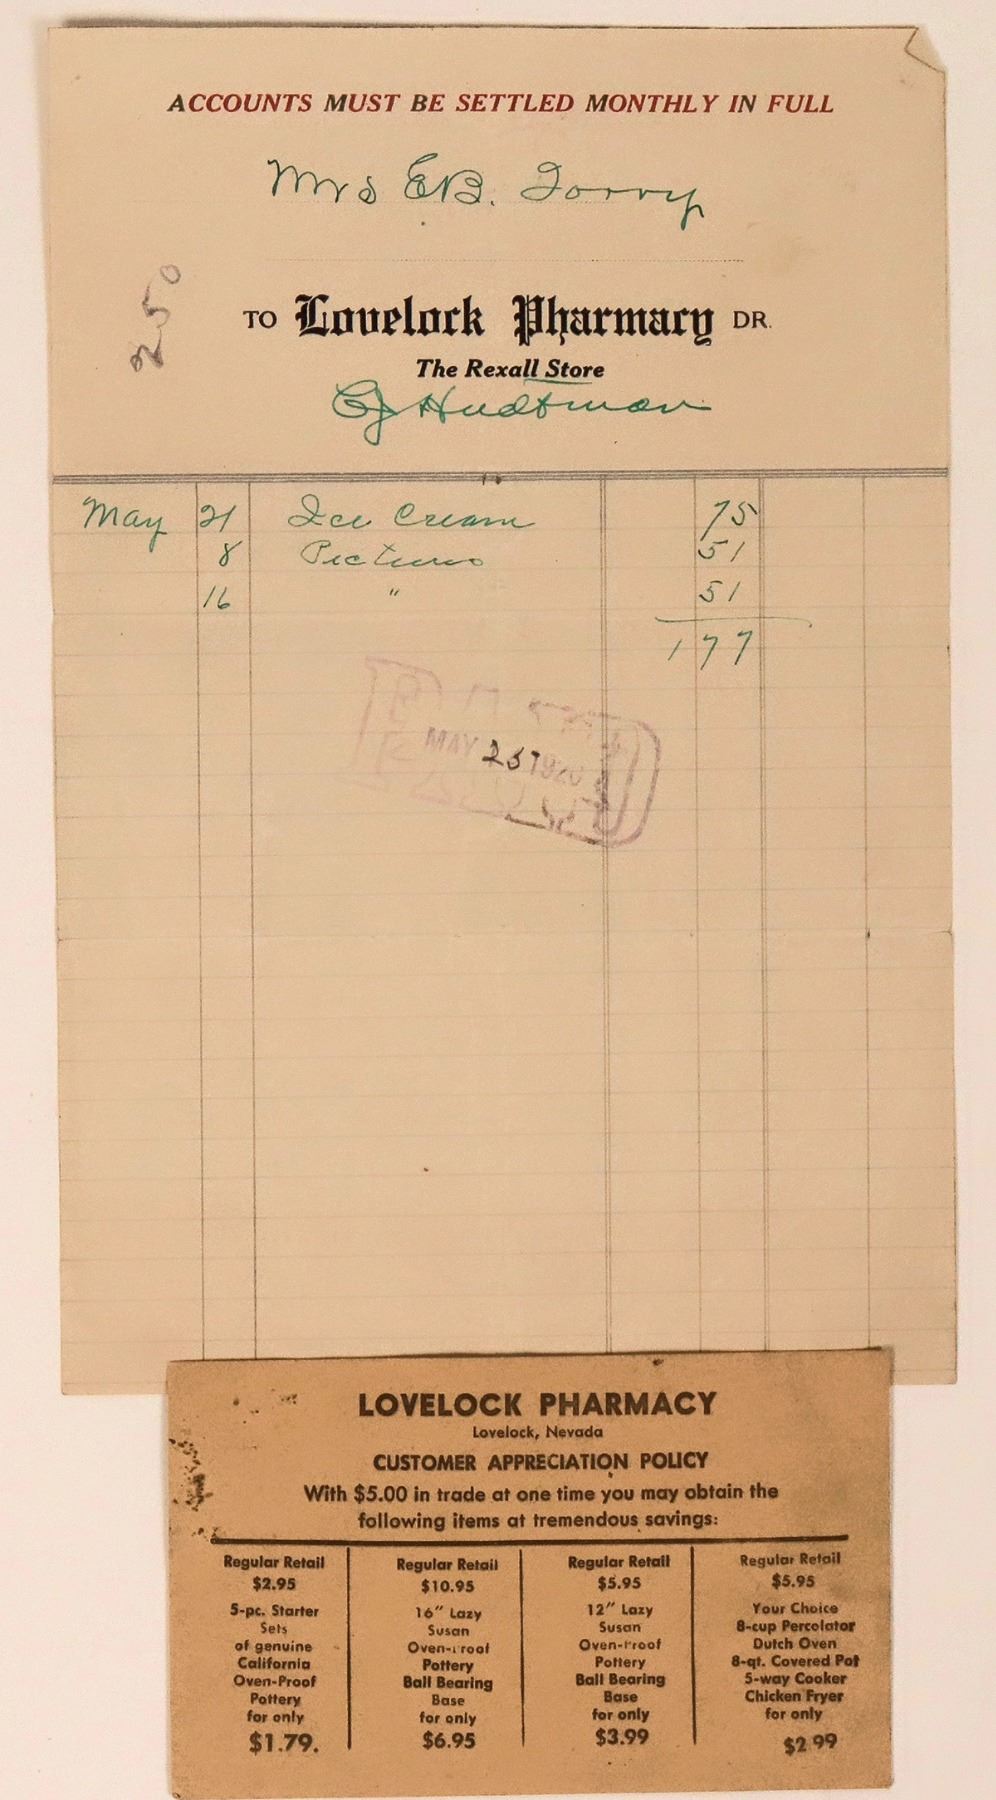 ACCOUNTS MUST BE SETTLED MONTHLY IN FULL
Mrs E.B. Torry
250
TO Lovelock Pharmacy DR.
The Rexall Store
May 21 Ice Cream 75
8 Pictures 51
16 " 51
177
MAY 25 1920
LOVELOCK PHARMACY
Lovelock, Nevada
CUSTOMER APPRECIATION POLICY
With $5.00 in trade at one time you may obtain the
following items at tremendous savings:
Regular Retail
$2.95
5-pc. Starter
Sets
of genuine
California
Oven-Proof
Pottery
for only
$1.79.
Regular Retail
$10.95
16" Lazy
Susan
Oven-Proof
Pottery
Ball Bearing
Base
for only
$6.95
Regular Retail
$5.95
12" Lazy
Susan
Oven-Proof
Pottery
Ball Bearing
Base
for only
$3.99
Regular Retail
$5.95
Your Choice
8-cup Percolator
Dutch Oven
8-qt. Covered Pot
5-way Cooker
Chicken Fryer
for only
$2.99